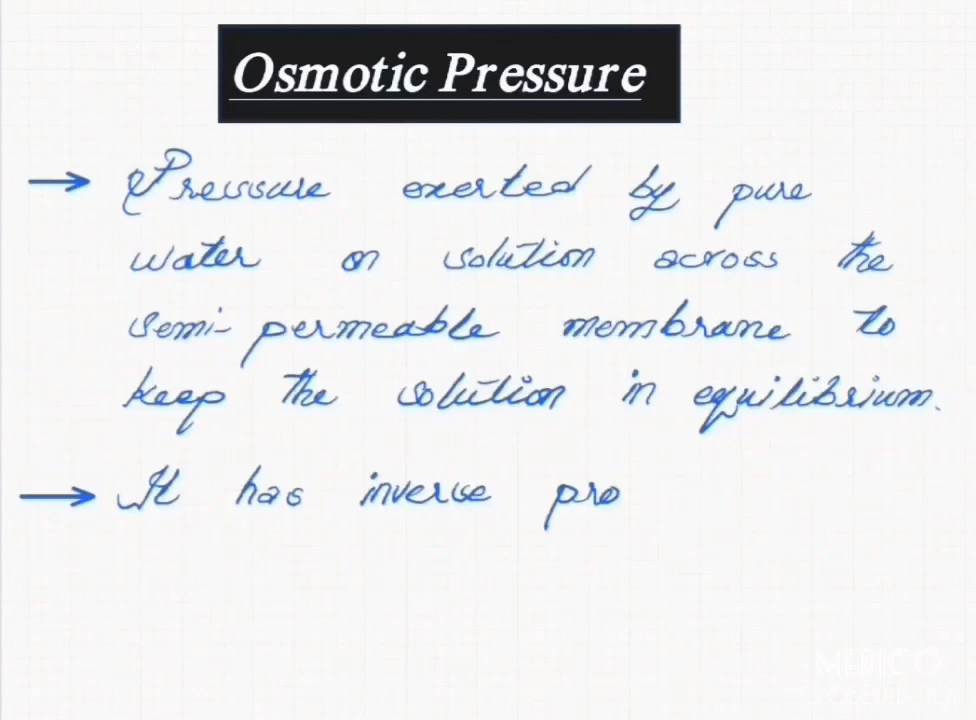 Osmotic Pressure
→ Pressure exerted by pure
water on solution across the
semi-permeable membrane to
keep the solution in equilibrium.
→ It has inverse pro
MEDICO